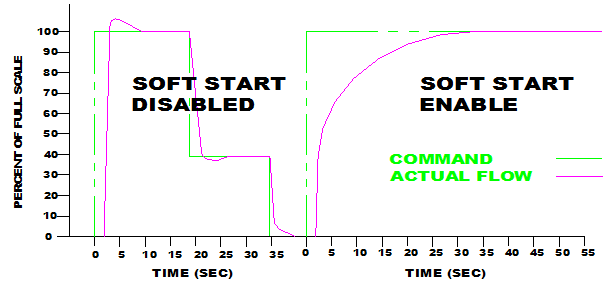 PERCENT OF FULL SCALE
100
90
80
70
60
50
40
30
20
10
0
SOFT START
DISABLED
SOFT START
ENABLE
COMMAND
ACTUAL FLOW
0 5 10 15 20 25 30 35 0 5 10 15 20 25 30 35 40 45 50 55
TIME (SEC) TIME (SEC)